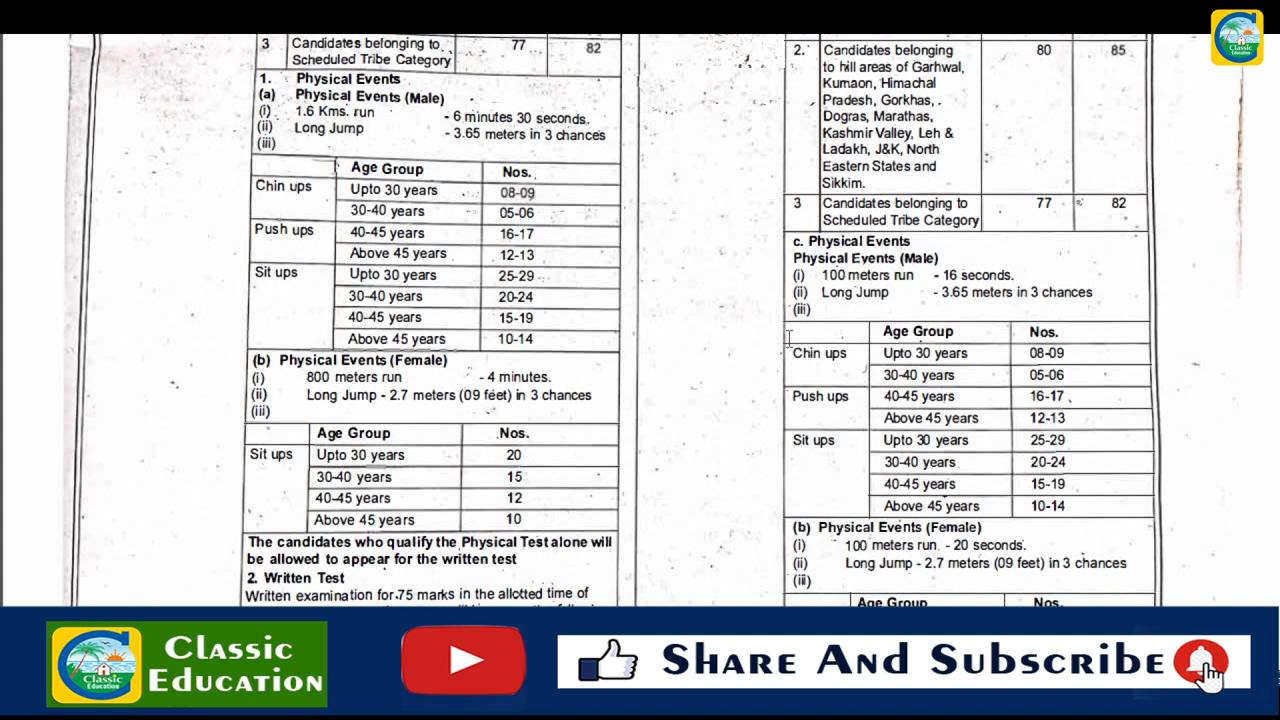 3 Candidates belonging to 77 82
Scheduled Tribe Category
1. Physical Events
(a) Physical Events (Male)
(i) 1.6 Kms. run - 6 minutes 30 seconds.
(ii) Long Jump - 3.65 meters in 3 chances
(iii)
Age Group Nos.
Chin ups Upto 30 years 08-09
30-40 years 05-06
Push ups 40-45 years 16-17
Above 45 years 12-13
Sit ups Upto 30 years 25-29
30-40 years 20-24
40-45 years 15-19
Above 45 years 10-14
(b) Physical Events (Female)
(i) 800 meters run - 4 minutes.
(ii) Long Jump - 2.7 meters (09 feet) in 3 chances
(iii)
Age Group Nos.
Sit ups Upto 30 years 20
30-40 years 15
40-45 years 12
Above 45 years 10
The candidates who qualify the Physical Test alone will
be allowed to appear for the written test
2. Written Test
Written examination for 75 marks in the allotted time of
2. Candidates belonging 80 85
to hill areas of Garhwal,
Kumaon, Himachal
Pradesh, Gorkhas,
Dogras, Marathas,
Kashmir Valley, Leh &
Ladakh, J&K, North
Eastern States and
Sikkim.
3 Candidates belonging to 77 82
Scheduled Tribe Category
c. Physical Events
Physical Events (Male)
(i) 100 meters run - 16 seconds.
(ii) Long Jump - 3.65 meters in 3 chances
(iii)
Age Group Nos.
Chin ups Upto 30 years 08-09
30-40 years 05-06
Push ups 40-45 years 16-17
Above 45 years 12-13
Sit ups Upto 30 years 25-29
30-40 years 20-24
40-45 years 15-19
Above 45 years 10-14
(b) Physical Events (Female)
(i) 100 meters run - 20 seconds.
(ii) Long Jump - 2.7 meters (09 feet) in 3 chances
(iii)
Age Group Nos.
Classic
Education
Classic
Education
Classic
Education
Share And Subscribe